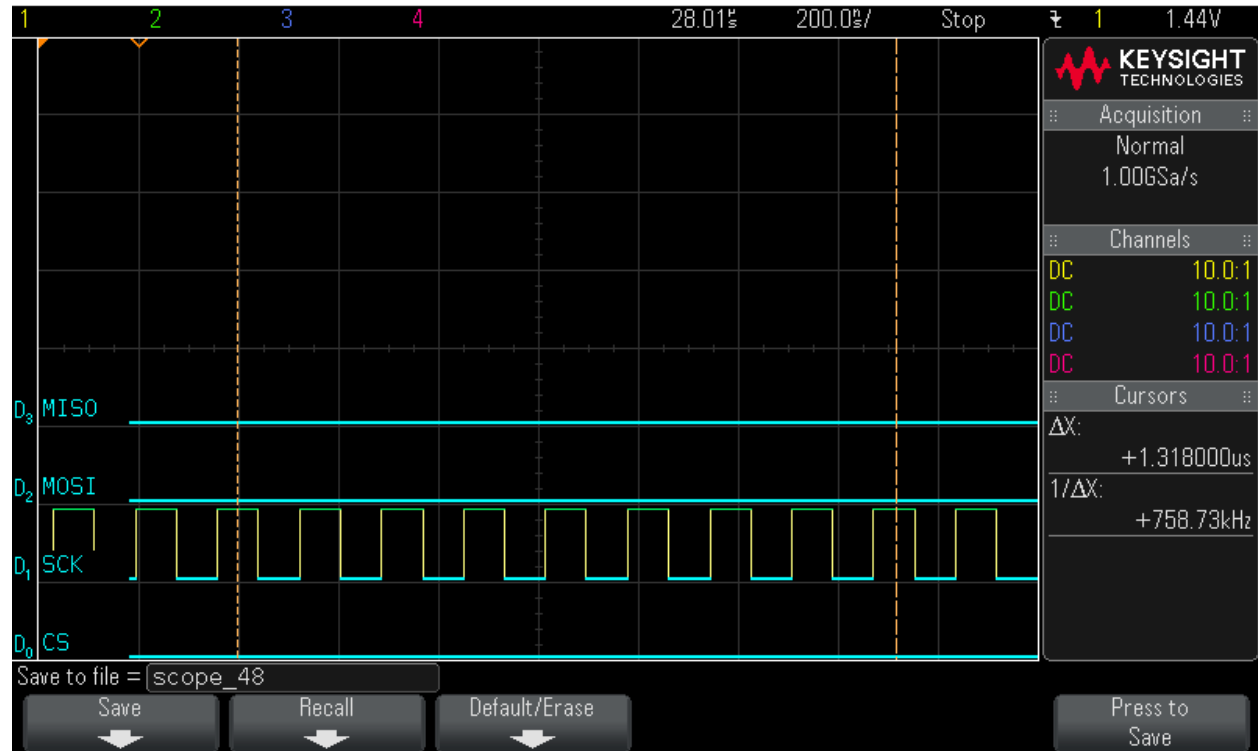 1 2 3 4 28.01µs 200.0ns/ Stop 1 1.44V
KEYSIGHT
TECHNOLOGIES
Acquisition
Normal
1.00GSa/s
Channels
DC 10.0:1
DC 10.0:1
DC 10.0:1
DC 10.0:1
Cursors
ΔX:
+1.318000us
1/ΔX:
+758.73kHz
D3 MISO
D2 MOSI
D1 SCK
D0 CS
Save to file = scope_48
Save Recall Default/Erase Press to
Save